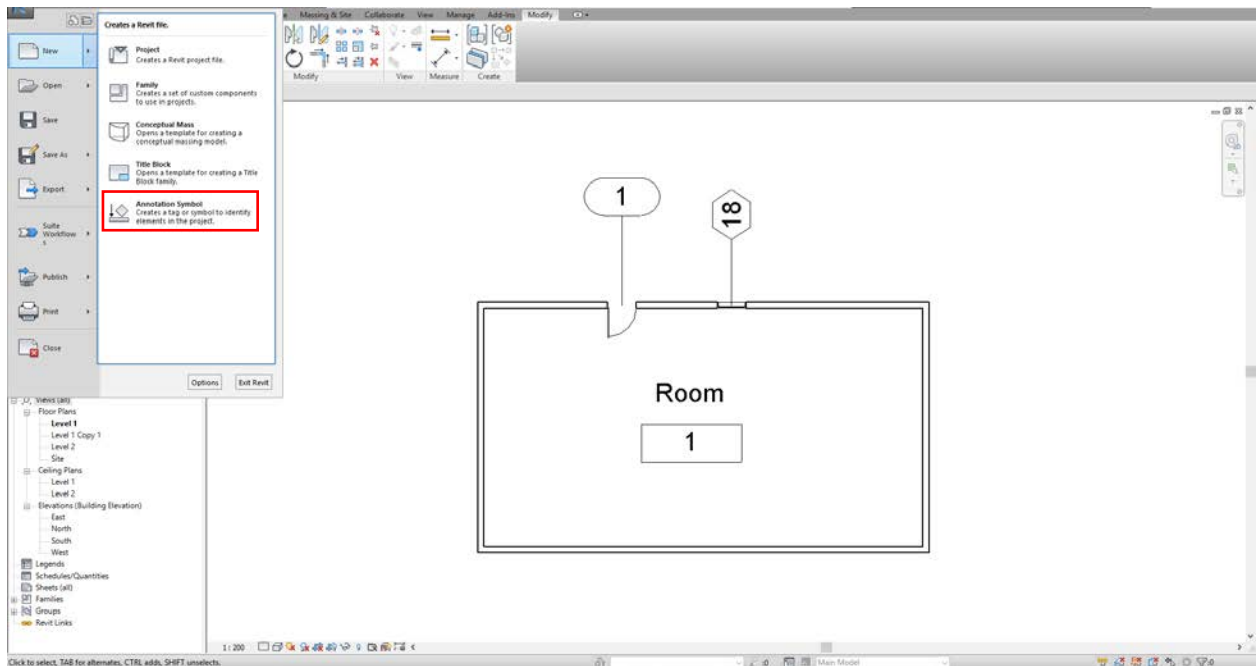 Massing & Site Collaborate View Manage Add-Ins Modify
Creates a Revit file.
New
Project
Creates a Revit project file.
Modify View Measure Create
Open
Family
Creates a set of custom components
to use in projects.
Save
Conceptual Mass
Opens a template for creating a
conceptual massing model.
Save As
Title Block
Opens a template for creating a Title
Block family.
Export
Annotation Symbol
Creates a tag or symbol to identify
elements in the project.
Suite
Workflow
s
Publish
Print
Close
Options Exit Revit
1
18
Room
1
Views (all)
Floor Plans
Level 1
Level 1 Copy 1
Level 2
Site
Ceiling Plans
Level 1
Level 2
Elevations (Building Elevation)
East
North
South
West
Legends
Schedules/Quantities
Sheets (all)
Families
Groups
Revit Links
1 : 200
Click to select, TAB for alternates, CTRL adds, SHIFT unselects.
:0
Main Model